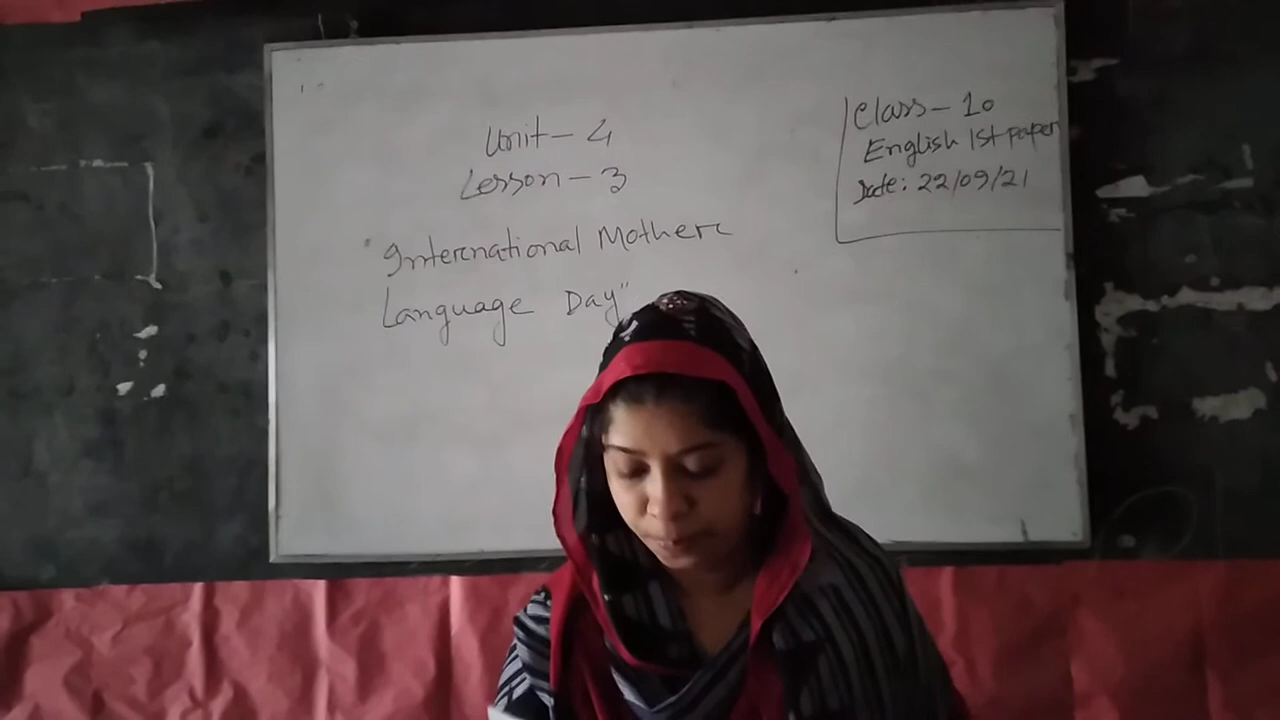 Unit - 4
Lesson - 3
"International Mother
Language Day"
Class - 10
English 1st paper
Date: 22/09/21